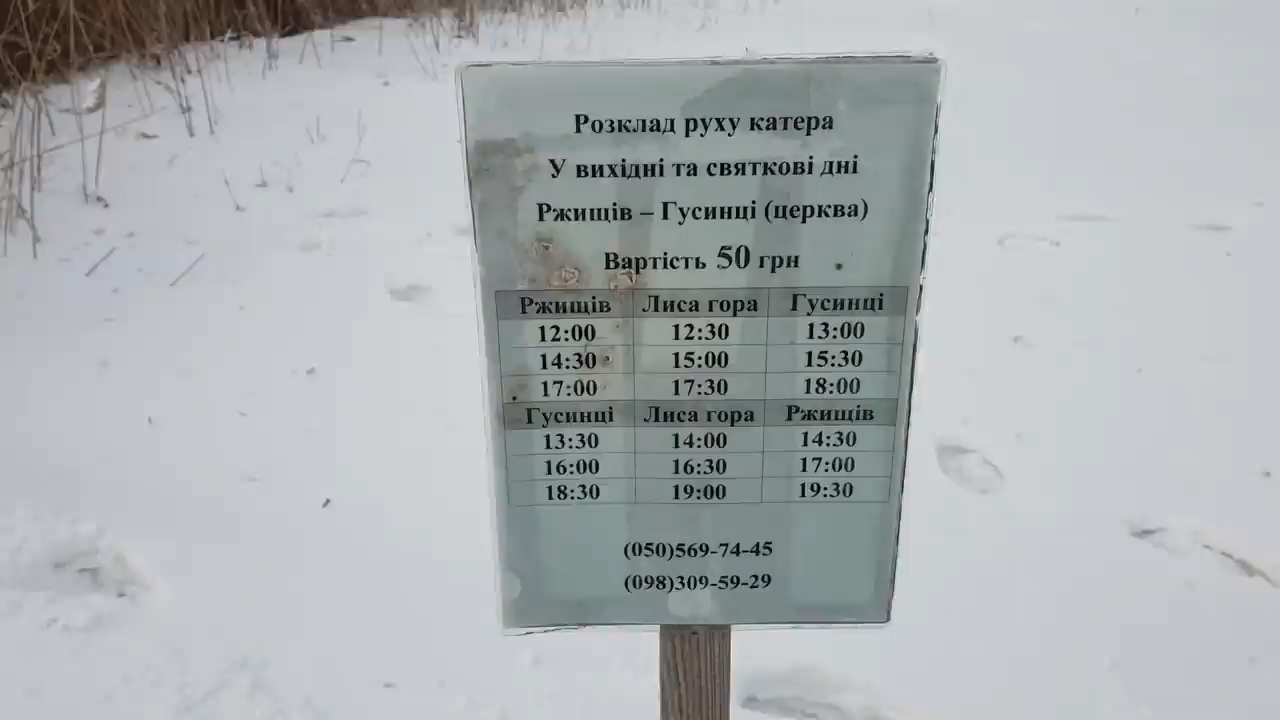 Розклад руху катера
У вихідні та святкові дні
Ржищів – Гусинці (церква)
Вартість 50 грн
Ржищів Лиса гора Гусинці
12:00 12:30 13:00
14:30 15:00 15:30
17:00 17:30 18:00
Гусинці Лиса гора Ржищів
13:30 14:00 14:30
16:00 16:30 17:00
18:30 19:00 19:30
(050)569-74-45
(098)309-59-29